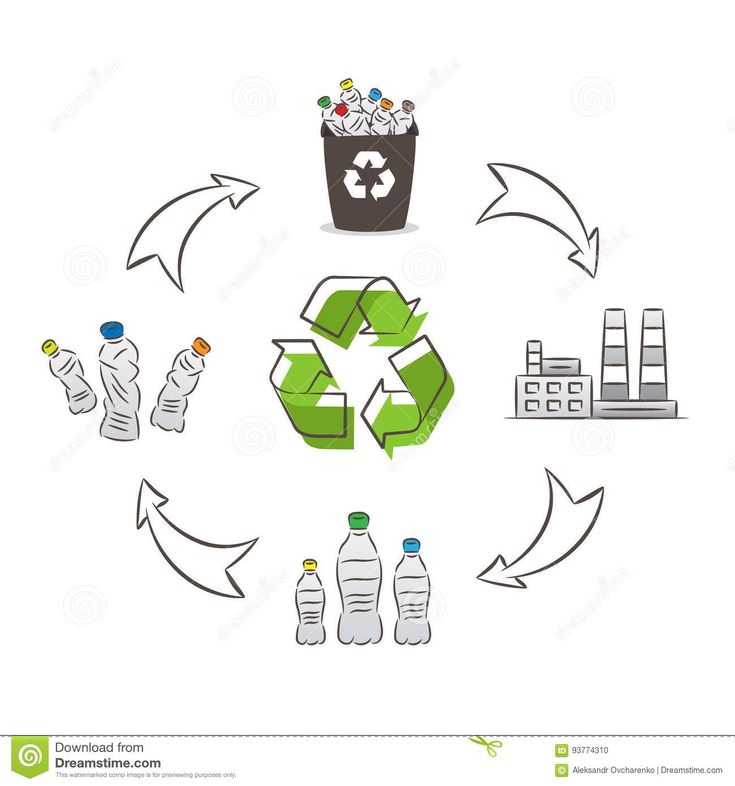 Download from
Dreamstime.com
This watermarked comp image is for previewing purposes only.
ID 93774310
© Aleksandr Ovcharenko | Dreamstime.com